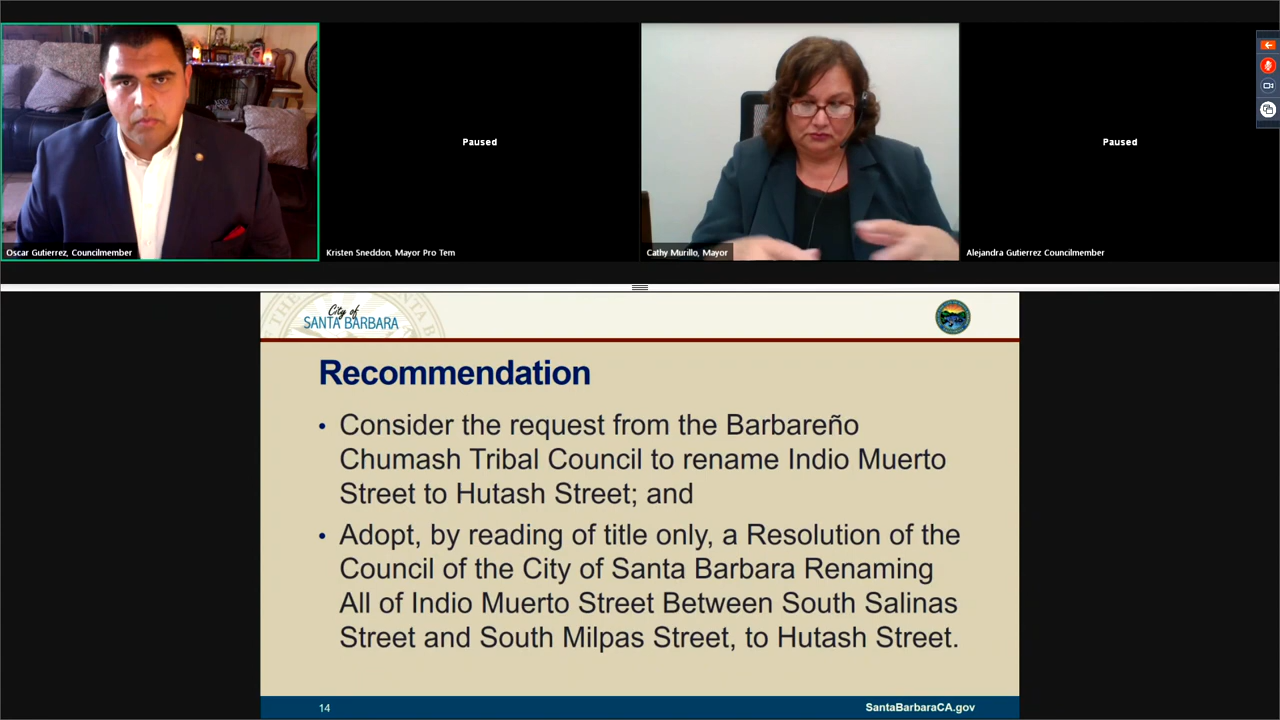 Paused
Paused
Oscar Gutierrez, Councilmember
Kristen Sneddon, Mayor Pro Tem
Cathy Murillo, Mayor
Alejandra Gutierrez Councilmember
City of
SANTA BARBARA
Recommendation
• Consider the request from the Barbareño
Chumash Tribal Council to rename Indio Muerto
Street to Hutash Street; and
• Adopt, by reading of title only, a Resolution of the
Council of the City of Santa Barbara Renaming
All of Indio Muerto Street Between South Salinas
Street and South Milpas Street, to Hutash Street.
14
SantaBarbaraCA.gov